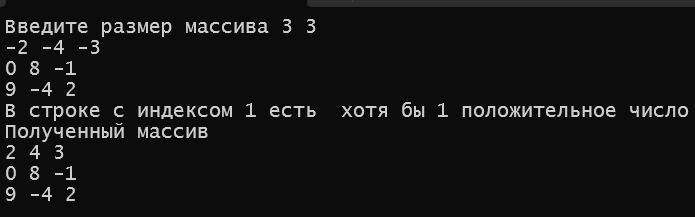 Введите размер массива 3 3
-2 -4 -3
0 8 -1
9 -4 2
В строке с индексом 1 есть  хотя бы 1 положительное число
Полученный массив
2 4 3
0 8 -1
9 -4 2